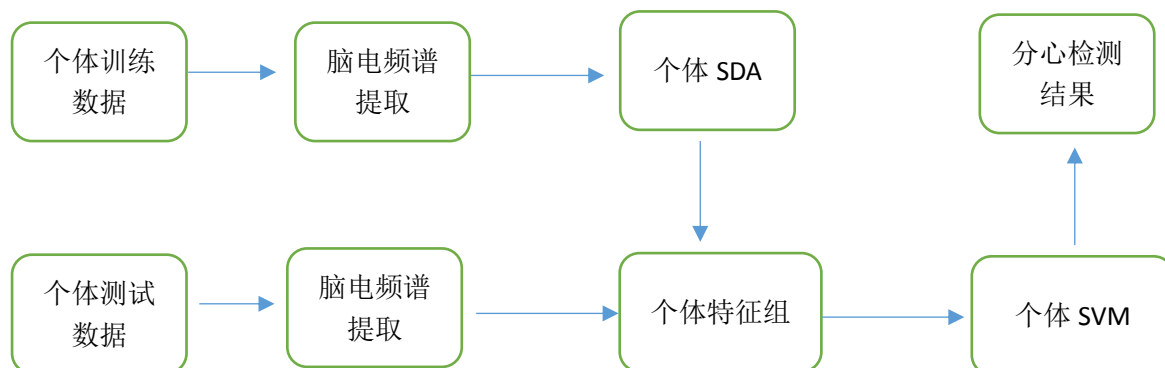 个体训练
数据
脑电频谱
提取
个体 SDA
分心检测
结果
个体测试
数据
脑电频谱
提取
个体特征组
个体 SVM